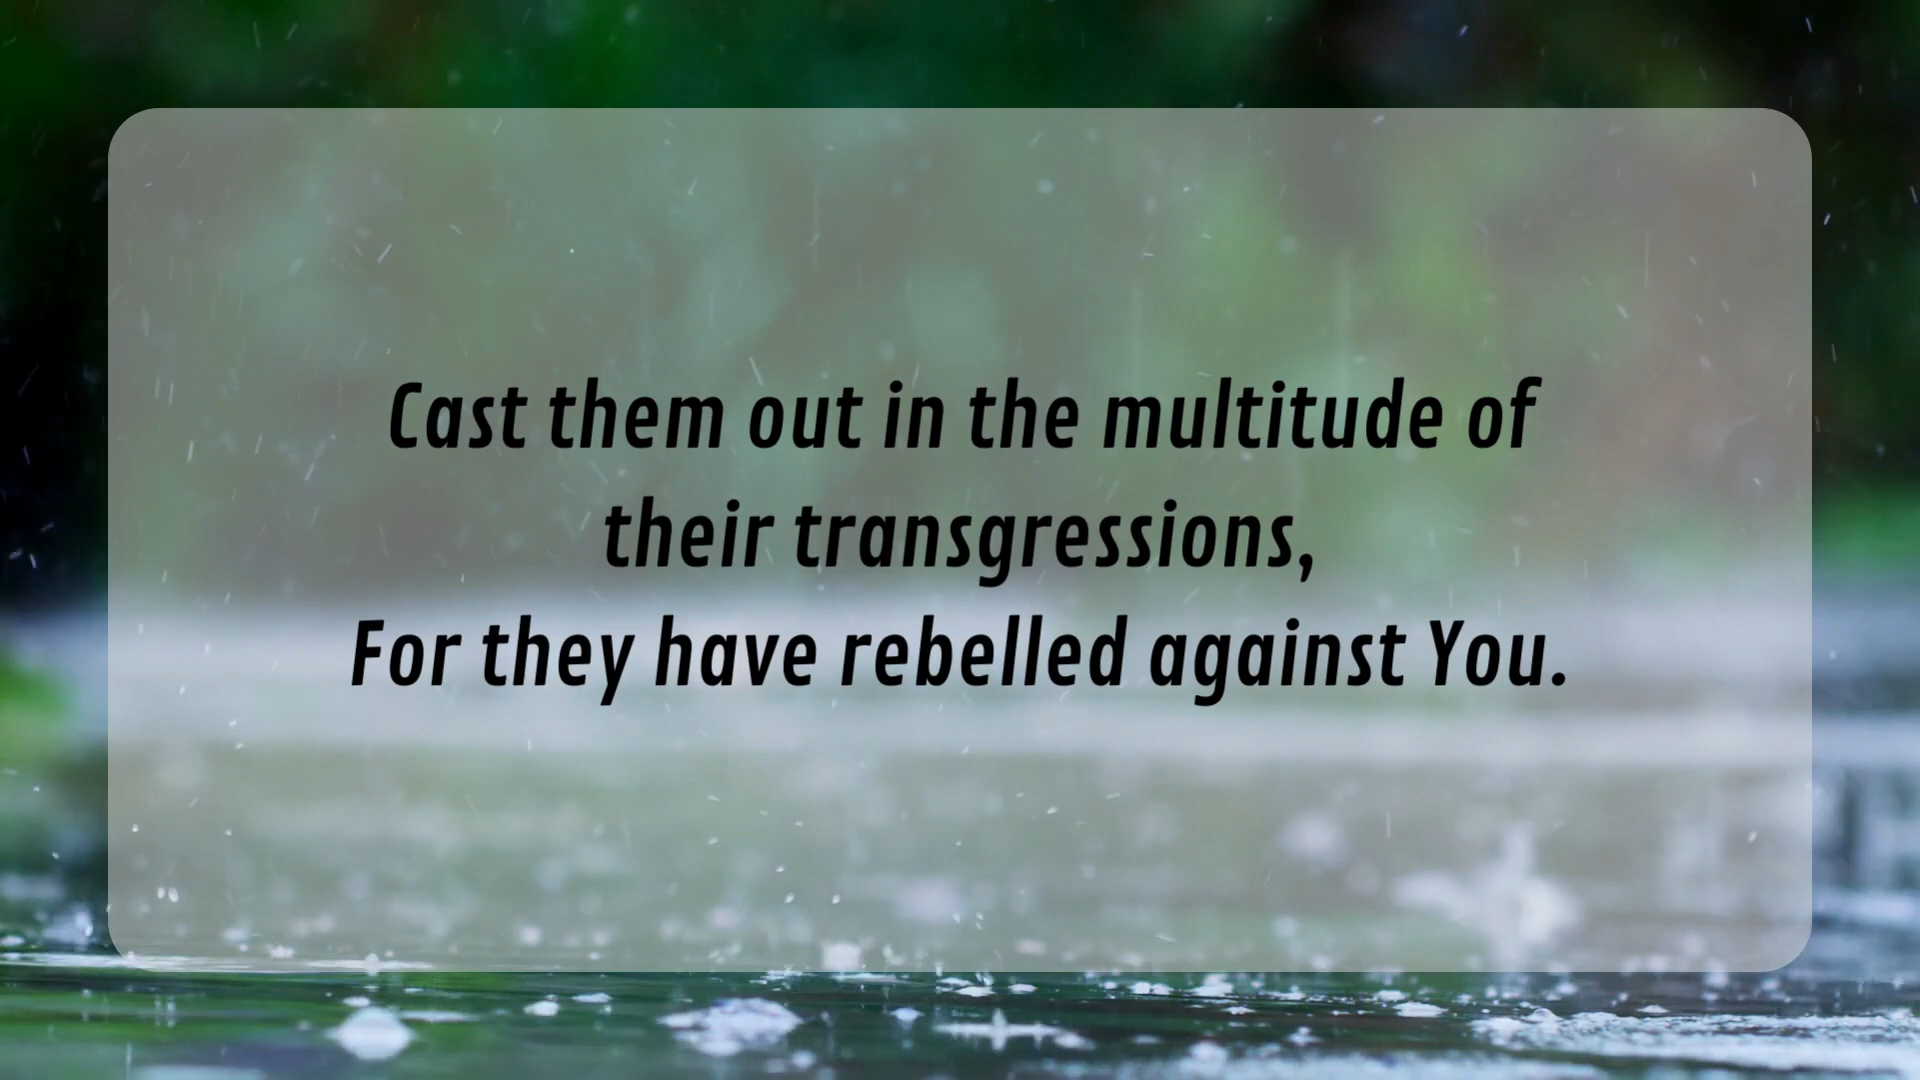 Cast them out in the multitude of
their transgressions,
For they have rebelled against You.